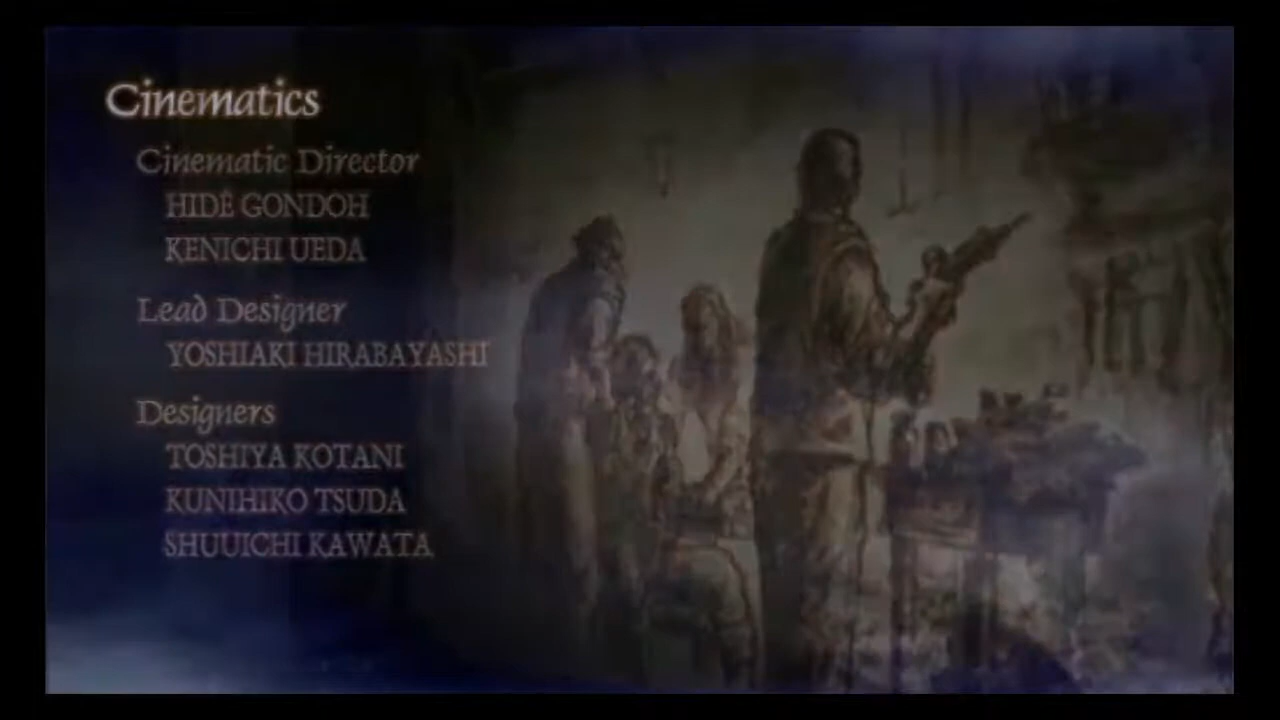 Cinematics
Cinematic Director
HIDE GONDOH
KENICHI UEDA
Lead Designer
YOSHIAKI HIRABAYASHI
Designers
TOSHIYA KOTANI
KUNIHIKO TSUDA
SHUUICHI KAWATA